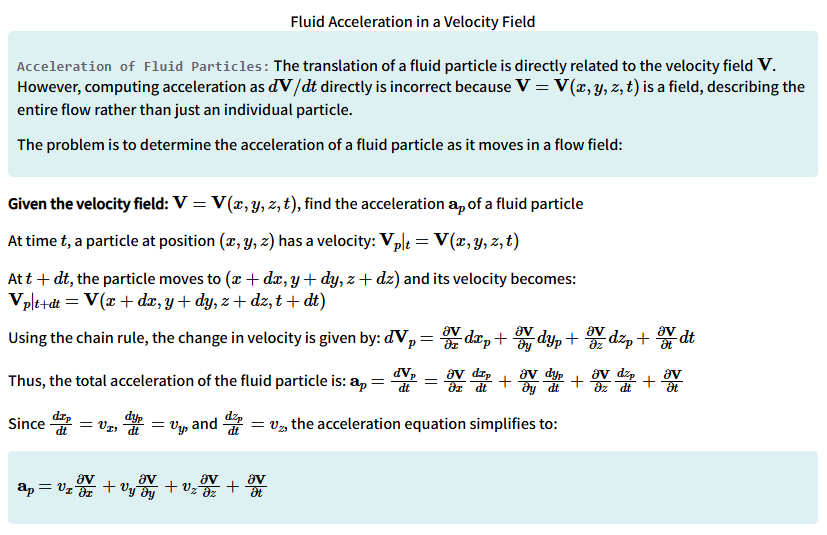 Fluid Acceleration in a Velocity Field
Acceleration of Fluid Particles: The translation of a fluid particle is directly related to the velocity field $\mathbf{V}$.
However, computing acceleration as $d\mathbf{V}/dt$ directly is incorrect because $\mathbf{V} = \mathbf{V}(x, y, z, t)$ is a field, describing the
entire flow rather than just an individual particle.
The problem is to determine the acceleration of a fluid particle as it moves in a flow field:
Given the velocity field: $\mathbf{V} = \mathbf{V}(x, y, z, t)$, find the acceleration $\mathbf{a}_p$ of a fluid particle
At time $t$, a particle at position $(x, y, z)$ has a velocity: $\mathbf{V}_p|_t = \mathbf{V}(x, y, z, t)$
At $t + dt$, the particle moves to $(x + dx, y + dy, z + dz)$ and its velocity becomes:
$\mathbf{V}_p|_{t+dt} = \mathbf{V}(x + dx, y + dy, z + dz, t + dt)$
Using the chain rule, the change in velocity is given by: $d\mathbf{V}_p = \frac{\partial \mathbf{V}}{\partial x} dx_p + \frac{\partial \mathbf{V}}{\partial y} dy_p + \frac{\partial \mathbf{V}}{\partial z} dz_p + \frac{\partial \mathbf{V}}{\partial t} dt$
Thus, the total acceleration of the fluid particle is: $\mathbf{a}_p = \frac{d\mathbf{V}_p}{dt} = \frac{\partial \mathbf{V}}{\partial x} \frac{dx_p}{dt} + \frac{\partial \mathbf{V}}{\partial y} \frac{dy_p}{dt} + \frac{\partial \mathbf{V}}{\partial z} \frac{dz_p}{dt} + \frac{\partial \mathbf{V}}{\partial t}$
Since $\frac{dx_p}{dt} = v_x$, $\frac{dy_p}{dt} = v_y$, and $\frac{dz_p}{dt} = v_z$, the acceleration equation simplifies to:
$\mathbf{a}_p = v_x \frac{\partial \mathbf{V}}{\partial x} + v_y \frac{\partial \mathbf{V}}{\partial y} + v_z \frac{\partial \mathbf{V}}{\partial z} + \frac{\partial \mathbf{V}}{\partial t}$